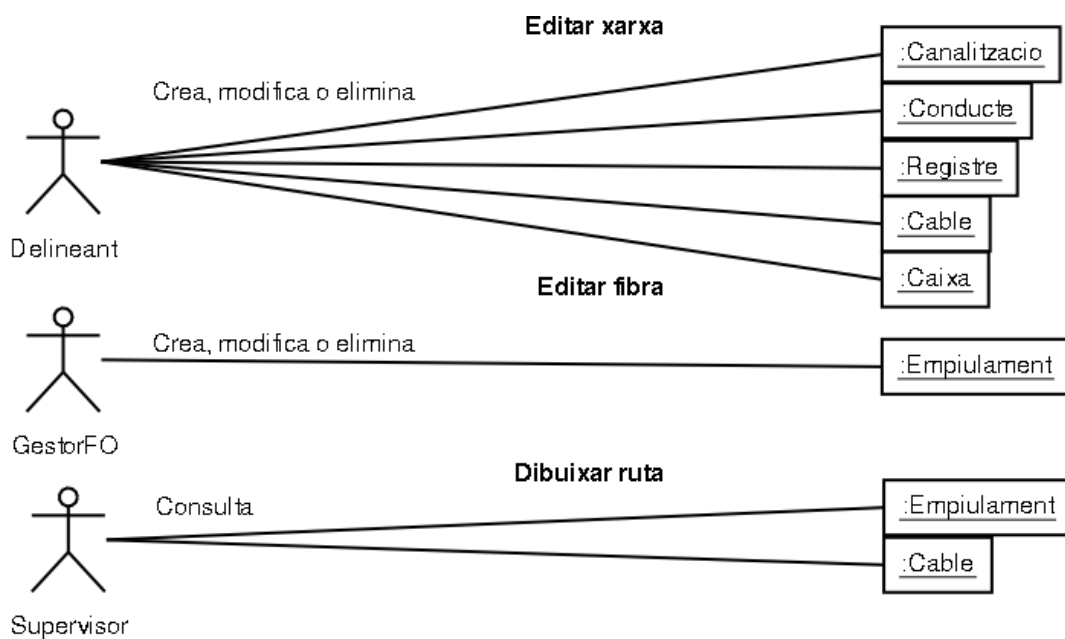 Editar xarxa
:Canalitzacio
Crea, modifica o elimina
:Conducte
:Registre
:Cable
Delineant
:Caixa
Editar fibra
Crea, modifica o elimina
:Empiulament
GestorFO
Dibuixar ruta
Consulta
:Empiulament
:Cable
Supervisor